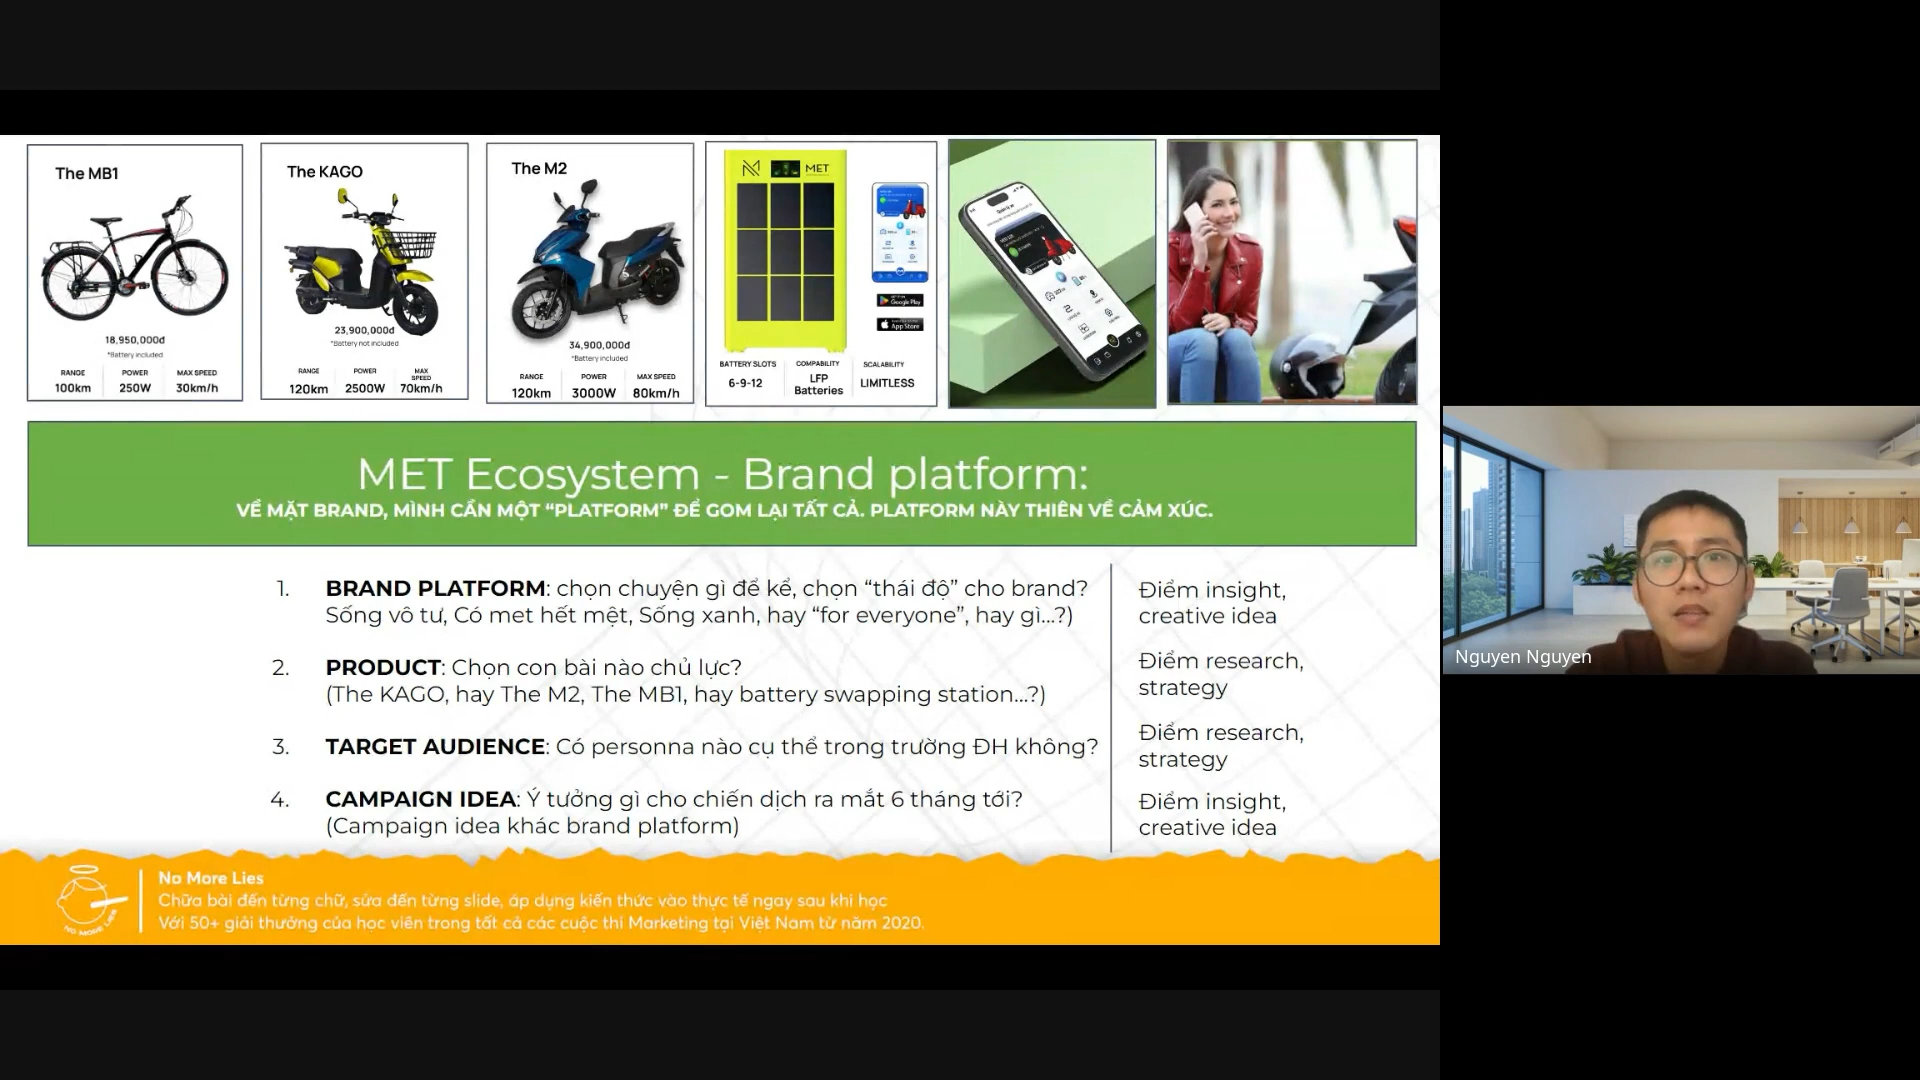 The MB1
18,950,000đ
*Battery included
RANGE POWER MAX SPEED
100km 250W 30km/h
The KAGO
23,900,000đ
*Battery not included
RANGE POWER MAX SPEED
120km 2500W 70km/h
The M2
34,900,000đ
*Battery included
RANGE POWER MAX SPEED
120km 3000W 80km/h
MET
Google Play
App Store
BATTERY SLOTS COMPABILITY SCALABILITY
6-9-12 LFP Batteries LIMITLESS
MET Ecosystem - Brand platform:
VỀ MẶT BRAND, MÌNH CẦN MỘT “PLATFORM” ĐỂ GOM LẠI TẤT CẢ. PLATFORM NÀY THIÊN VỀ CẢM XÚC.
1. BRAND PLATFORM: chọn chuyện gì để kể, chọn “thái độ” cho brand?
Sống vô tư, Có met hết mệt, Sống xanh, hay “for everyone”, hay gì...?)
Điểm insight,
creative idea
2. PRODUCT: Chọn con bài nào chủ lực?
(The KAGO, hay The M2, The MB1, hay battery swapping station...?)
Điểm research,
strategy
3. TARGET AUDIENCE: Có personna nào cụ thể trong trường ĐH không?
Điểm research,
strategy
4. CAMPAIGN IDEA: Ý tưởng gì cho chiến dịch ra mắt 6 tháng tới?
(Campaign idea khác brand platform)
Điểm insight,
creative idea
NO MORE LIES
No More Lies
Chữa bài đến từng chữ, sửa đến từng slide, áp dụng kiến thức vào thực tế ngay sau khi học
Với 50+ giải thưởng của học viên trong tất cả các cuộc thi Marketing tại Việt Nam từ năm 2020.
Nguyen Nguyen